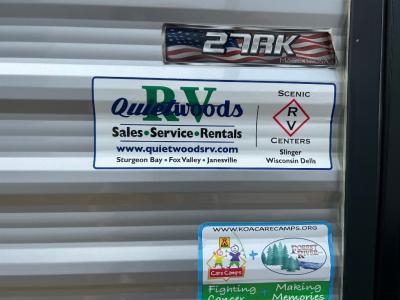 27RK
Quietwoods
RV
Sales • Service • Rentals
www.quietwoodsrv.com
Sturgeon Bay • Fox Valley • Janesville
SCENIC
R
V
CENTERS
Slinger
Wisconsin Dells
WWW.KOACARECAMPS.ORG
Care Camps
+
Fighting
Cancer
+
Making
Memories